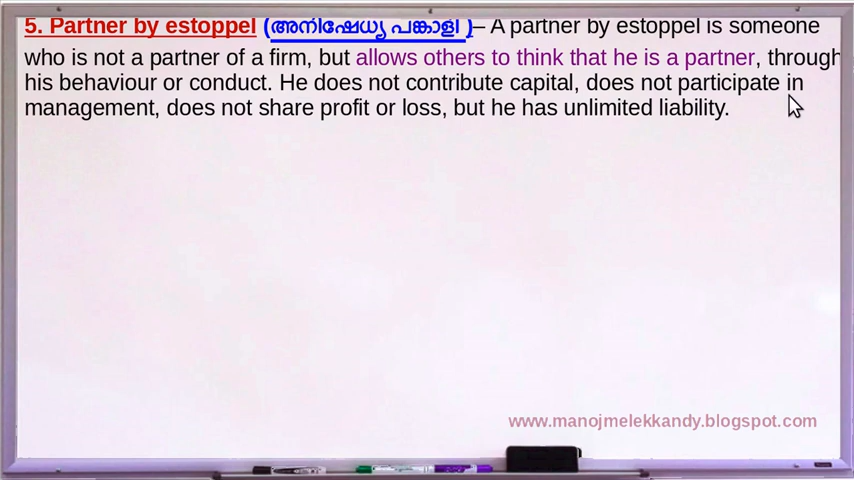 5. Partner by estoppel (അനിഷേധ്യ പങ്കാളി )– A partner by estoppel is someone
who is not a partner of a firm, but allows others to think that he is a partner, through
his behaviour or conduct. He does not contribute capital, does not participate in
management, does not share profit or loss, but he has unlimited liability.
www.manojmelekkandy.blogspot.com